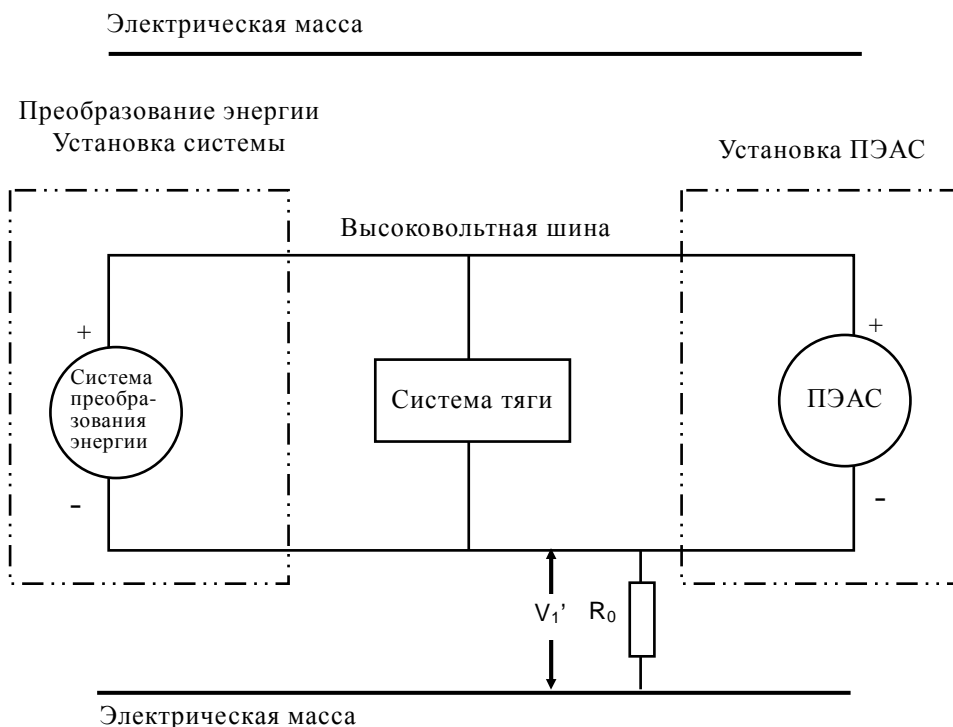 Электрическая масса
Преобразование энергии
Установка системы
Установка ПЭАС
Высоковольтная шина
+
+
Система
преобра-
зования
энергии
Система тяги
ПЭАС
-
-
V₁’
R₀
Электрическая масса